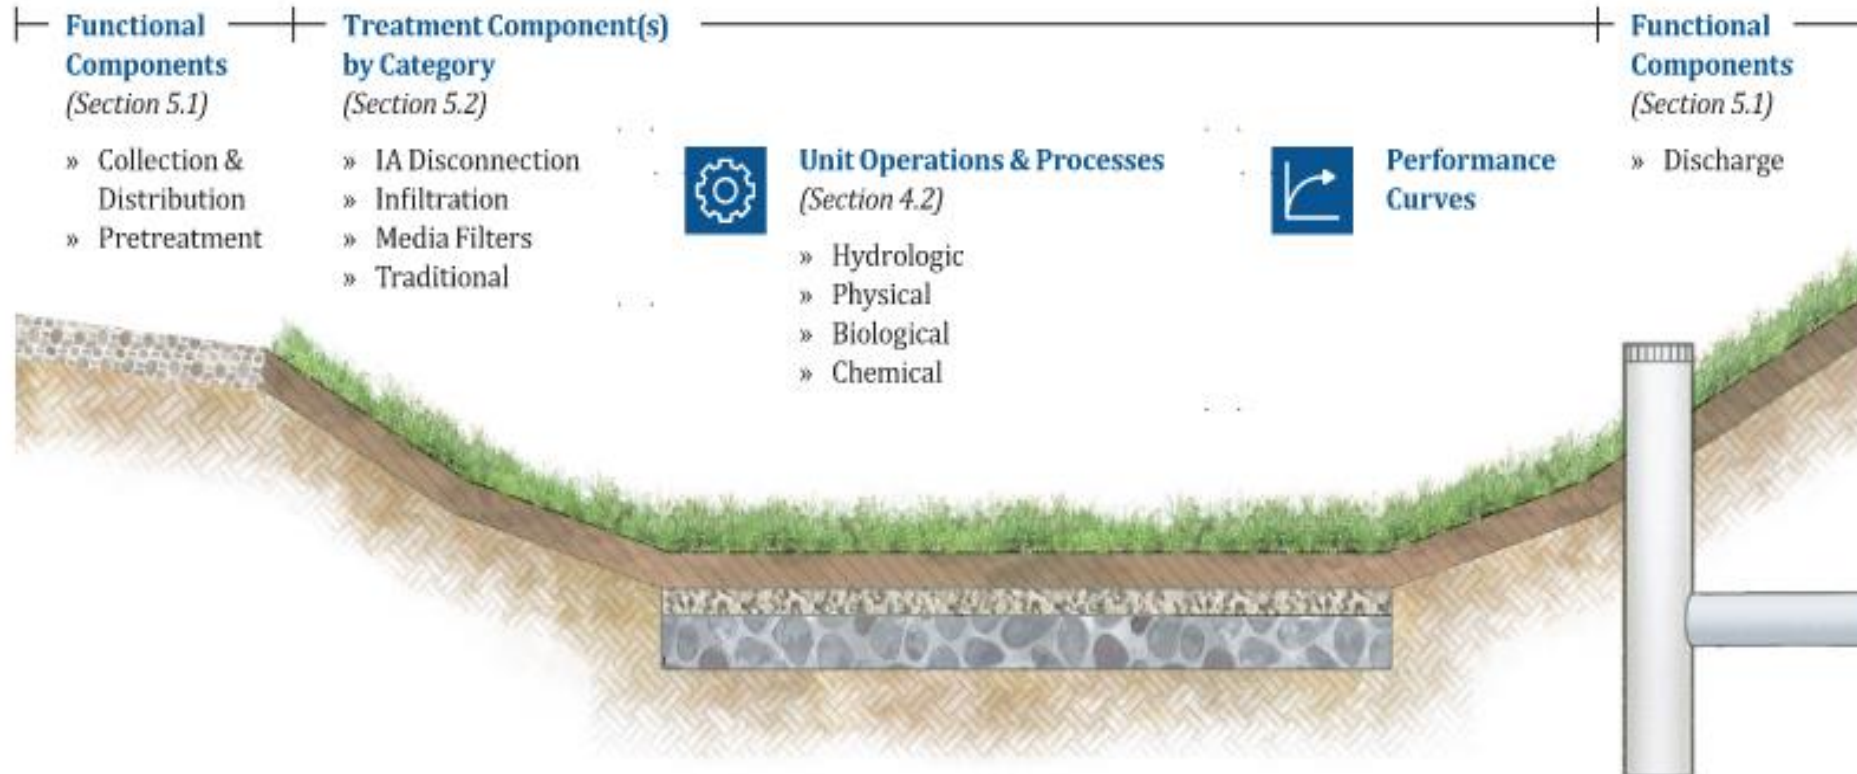 Functional
Components
(Section 5.1)
» Collection &
Distribution
» Pretreatment
Treatment Component(s)
by Category
(Section 5.2)
» IA Disconnection
» Infiltration
» Media Filters
» Traditional
Unit Operations & Processes
(Section 4.2)
» Hydrologic
» Physical
» Biological
» Chemical
Performance
Curves
Functional
Components
(Section 5.1)
» Discharge